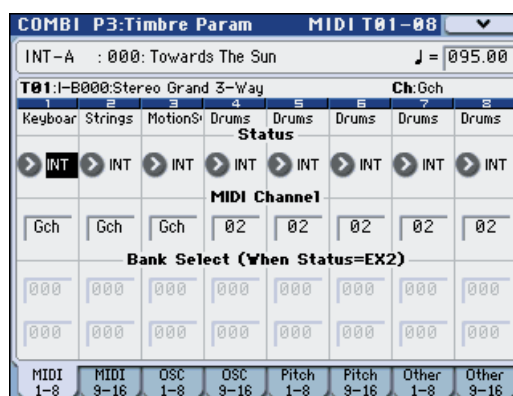 COMBI P3:Timbre Param MIDI T01-08
INT-A :000: Towards The Sun ♩= 095.00
T01:I-B000:Stereo Grand 3-Way Ch:Gch
1 2 3 4 5 6 7 8
Keyboar Strings MotionS Drums Drums Drums Drums Drums
Status
INT INT INT INT INT INT INT INT
MIDI Channel
Gch Gch Gch 02 02 02 02 02
Bank Select (When Status=EX2)
000 000 000 000 000 000 000 000
000 000 000 000 000 000 000 000
MIDI 1-8 MIDI 9-16 OSC 1-8 OSC 9-16 Pitch 1-8 Pitch 9-16 Other 1-8 Other 9-16